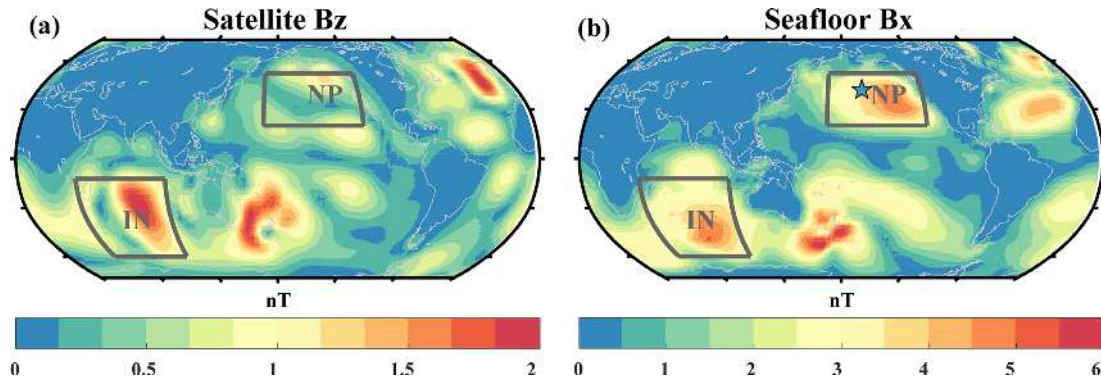 (a) Satellite Bz
(b) Seafloor Bx
NP
IN
NP
IN
nT
nT
0 0.5 1 1.5 2
0 1 2 3 4 5 6